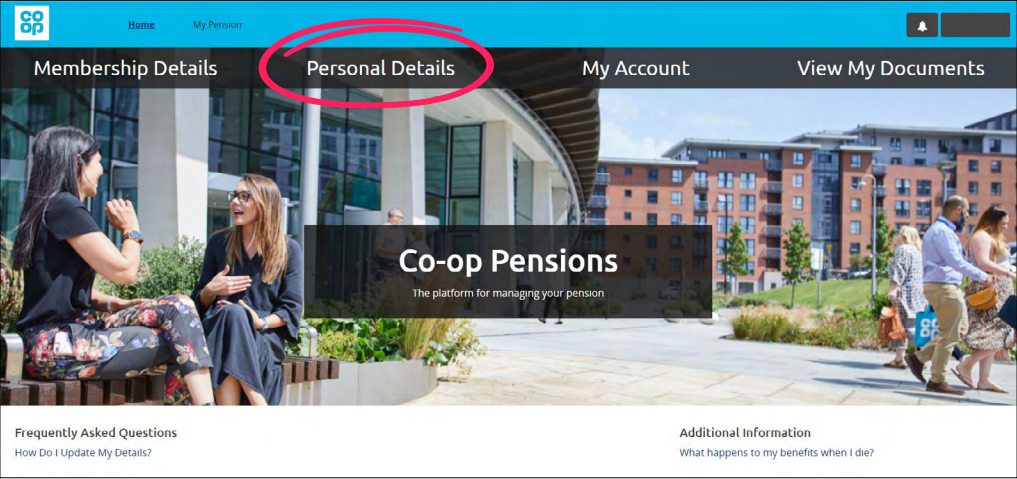 CO
OP
Home
My Pension
Membership Details
Personal Details
My Account
View My Documents
Co-op Pensions
The platform for managing your pension
CO
OP
Frequently Asked Questions
How Do I Update My Details?
Additional Information
What happens to my benefits when I die?